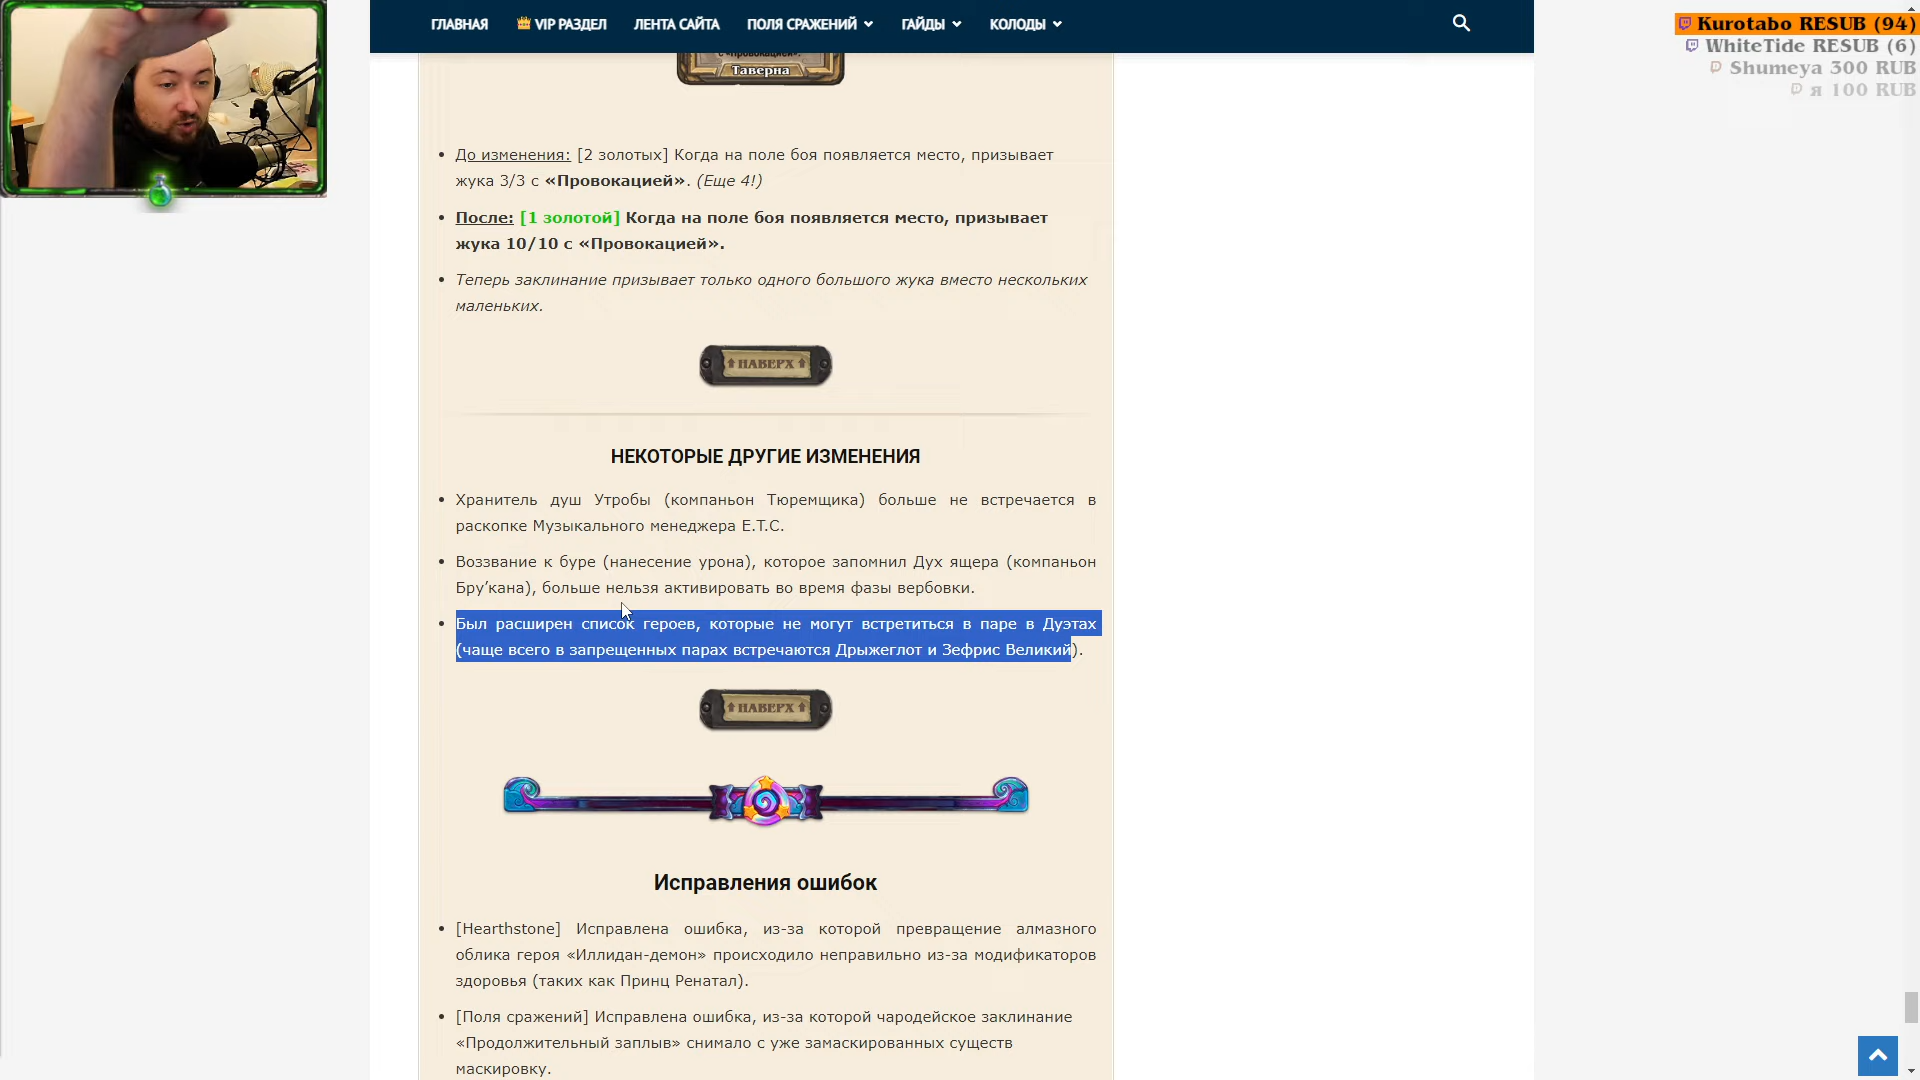 ГЛАВНАЯ VIP РАЗДЕЛ ЛЕНТА САЙТА ПОЛЯ СРАЖЕНИЙ ГАЙДЫ КОЛОДЫ
Kurotabo RESUB (94)
WhiteTide RESUB (6)
Shumeya 300 RUB
я 100 RUB
с «Провокацией».
Таверна
До изменения: [2 золотых] Когда на поле боя появляется место, призывает
жука 3/3 с «Провокацией». (Еще 4!)
После: [1 золотой] Когда на поле боя появляется место, призывает
жука 10/10 с «Провокацией».
Теперь заклинание призывает только одного большого жука вместо нескольких
маленьких.
НАВЕРХ
НЕКОТОРЫЕ ДРУГИЕ ИЗМЕНЕНИЯ
Хранитель душ Утробы (компаньон Тюремщика) больше не встречается в
раскопке Музыкального менеджера Е.Т.С.
Воззвание к буре (нанесение урона), которое запомнил Дух ящера (компаньон
Бру’кана), больше нельзя активировать во время фазы вербовки.
Был расширен список героев, которые не могут встретиться в паре в Дуэтах
(чаще всего в запрещенных парах встречаются Дрыжеглот и Зефрис Великий).
НАВЕРХ
Исправления ошибок
[Hearthstone] Исправлена ошибка, из-за которой превращение алмазного
облика героя «Иллидан-демон» происходило неправильно из-за модификаторов
здоровья (таких как Принц Ренатал).
[Поля сражений] Исправлена ошибка, из-за которой чародейское заклинание
«Продолжительный заплыв» снимало с уже замаскированных существ
маскировку.